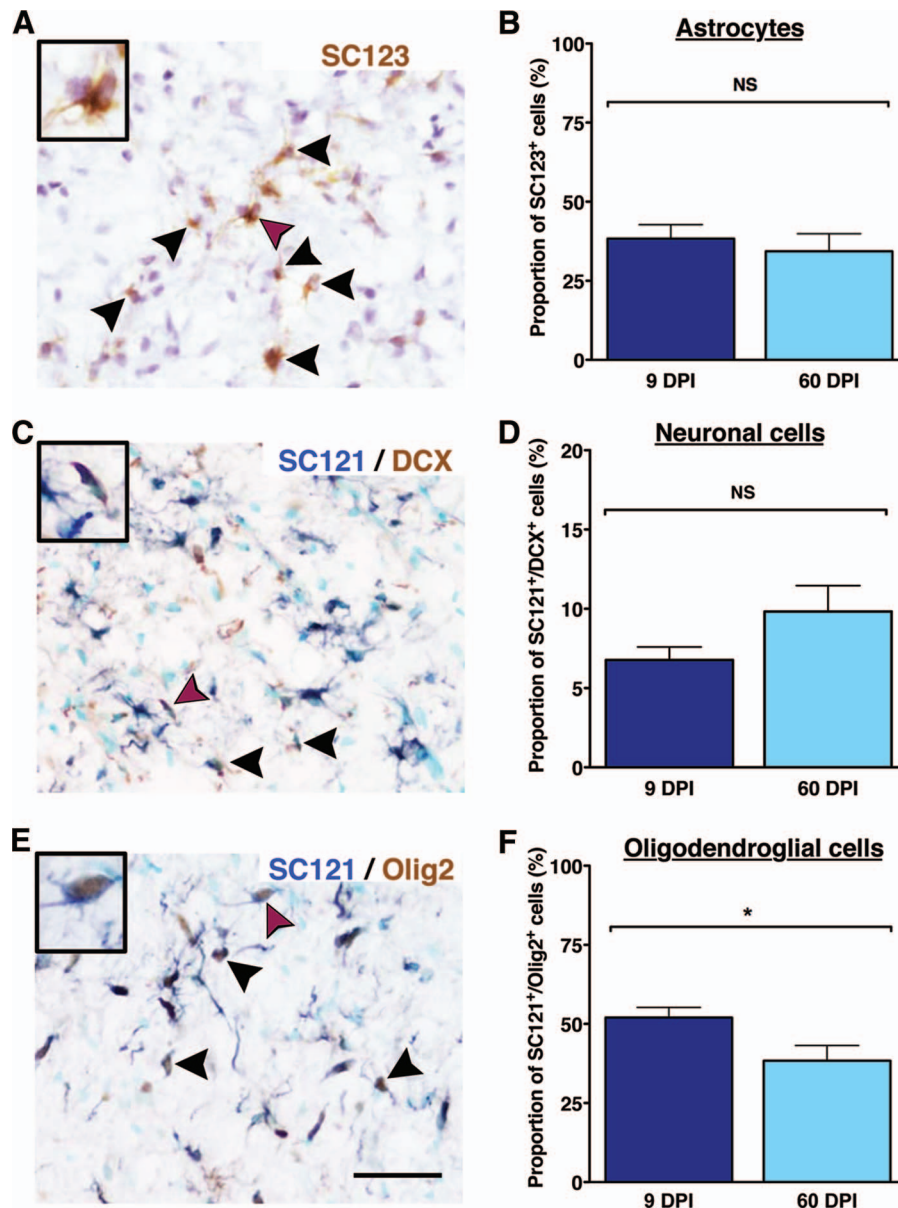 A
SC123
B
Astrocytes
Proportion of SC123⁺ cells (%)
100
75
50
25
0
NS
9 DPI
60 DPI
C
SC121 / DCX
D
Neuronal cells
Proportion of SC121⁺/DCX⁺ cells (%)
20
15
10
5
0
NS
9 DPI
60 DPI
E
SC121 / Olig2
F
Oligodendroglial cells
Proportion of SC121⁺/Olig2⁺ cells (%)
100
75
50
25
0
*
9 DPI
60 DPI